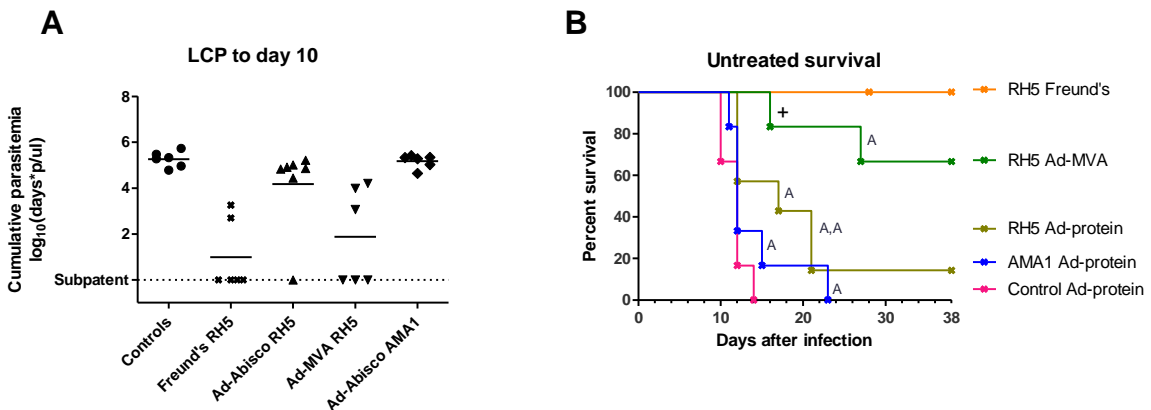 A
LCP to day 10
Cumulative parasitemia
log₁₀(days*p/ul)
8
6
4
2
Subpatent
Controls
Freund's RH5
Ad-Abisco RH5
Ad-MVA RH5
Ad-Abisco AMA1
B
Untreated survival
Percent survival
100
80
60
40
20
0
0
10
20
30
38
Days after infection
+
A
A
A,A
A
A
RH5 Freund's
RH5 Ad-MVA
RH5 Ad-protein
AMA1 Ad-protein
Control Ad-protein